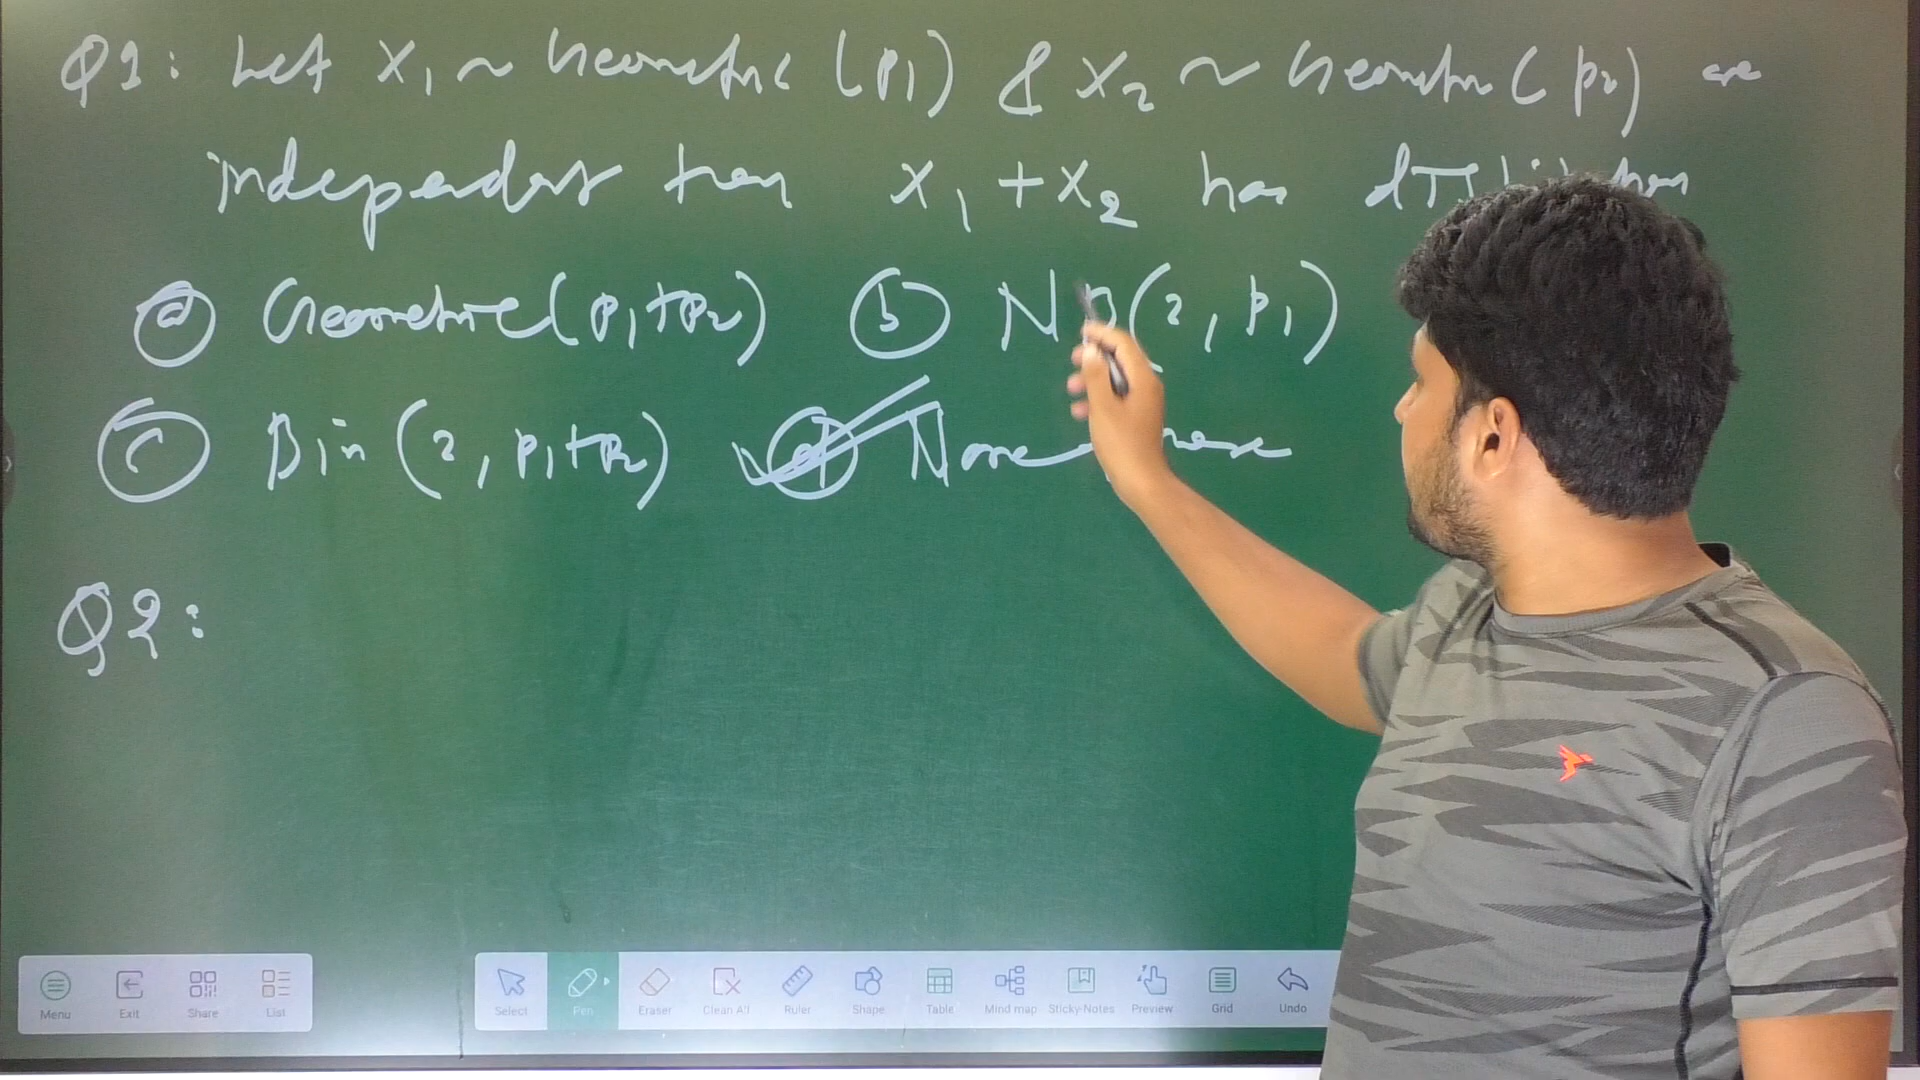 Q1: Let X1 ~ Geometric (P1) & X2 ~ Geometric (P2) are
independent then X1 + X2 has distribution
(a) Geometric (P1+P2) (b) NB (2, P1)
(c) Bin (2, P1+P2) (d) None
Q2:
Menu Exit Share List Select Pen Eraser Clean All Ruler Shape Table Mind map Sticky-Notes Preview Grid Undo